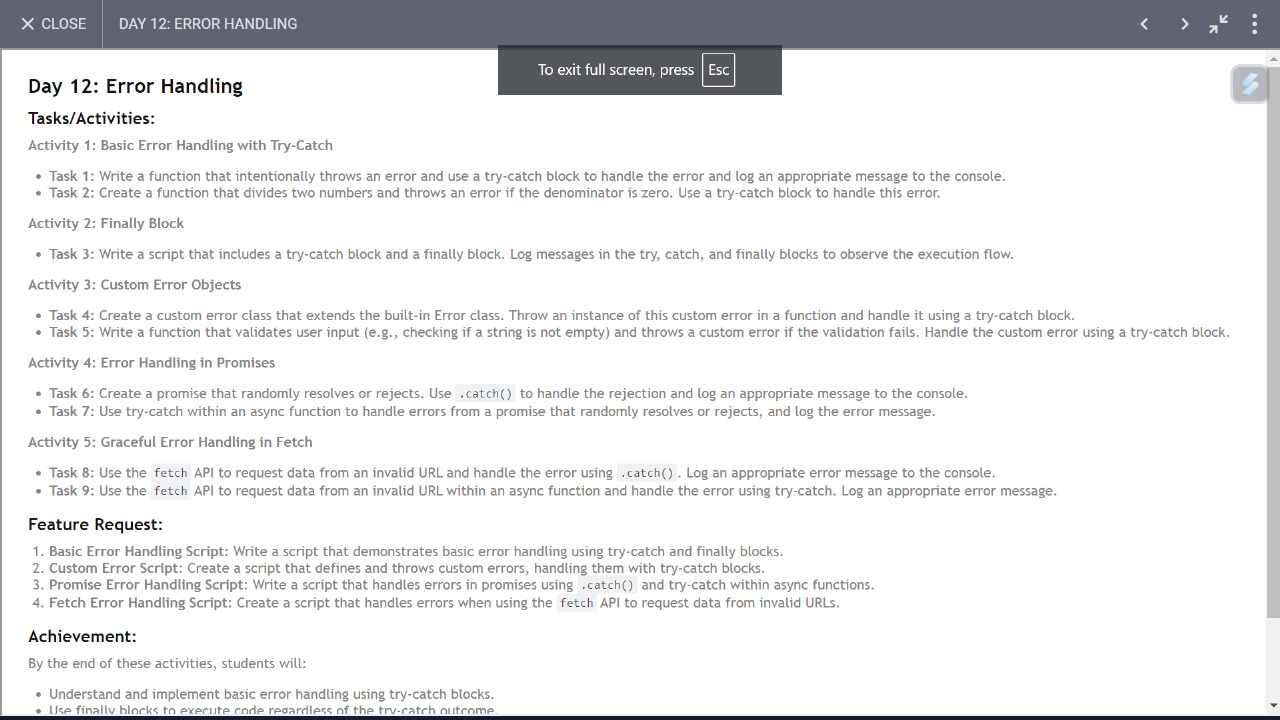 CLOSE
DAY 12: ERROR HANDLING
To exit full screen, press Esc
Day 12: Error Handling
Tasks/Activities:
Activity 1: Basic Error Handling with Try-Catch
• Task 1: Write a function that intentionally throws an error and use a try-catch block to handle the error and log an appropriate message to the console.
• Task 2: Create a function that divides two numbers and throws an error if the denominator is zero. Use a try-catch block to handle this error.
Activity 2: Finally Block
• Task 3: Write a script that includes a try-catch block and a finally block. Log messages in the try, catch, and finally blocks to observe the execution flow.
Activity 3: Custom Error Objects
• Task 4: Create a custom error class that extends the built-in Error class. Throw an instance of this custom error in a function and handle it using a try-catch block.
• Task 5: Write a function that validates user input (e.g., checking if a string is not empty) and throws a custom error if the validation fails. Handle the custom error using a try-catch block.
Activity 4: Error Handling in Promises
• Task 6: Create a promise that randomly resolves or rejects. Use .catch() to handle the rejection and log an appropriate message to the console.
• Task 7: Use try-catch within an async function to handle errors from a promise that randomly resolves or rejects, and log the error message.
Activity 5: Graceful Error Handling in Fetch
• Task 8: Use the fetch API to request data from an invalid URL and handle the error using .catch(). Log an appropriate error message to the console.
• Task 9: Use the fetch API to request data from an invalid URL within an async function and handle the error using try-catch. Log an appropriate error message.
Feature Request:
1. Basic Error Handling Script: Write a script that demonstrates basic error handling using try-catch and finally blocks.
2. Custom Error Script: Create a script that defines and throws custom errors, handling them with try-catch blocks.
3. Promise Error Handling Script: Write a script that handles errors in promises using .catch() and try-catch within async functions.
4. Fetch Error Handling Script: Create a script that handles errors when using the fetch API to request data from invalid URLs.
Achievement:
By the end of these activities, students will:
• Understand and implement basic error handling using try-catch blocks.
• Use finally blocks to execute code regardless of the try-catch outcome.